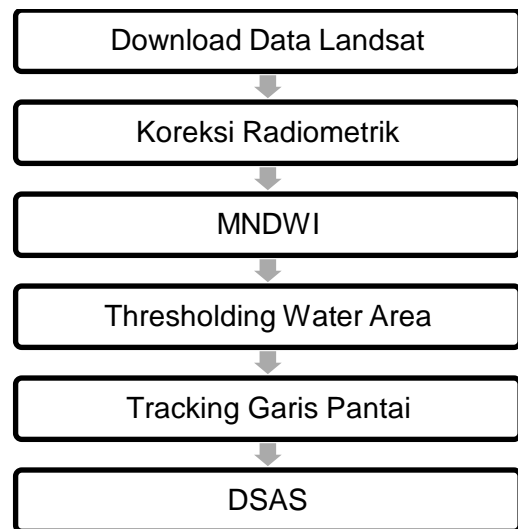 Download Data Landsat
Koreksi Radiometrik
MNDWI
Thresholding Water Area
Tracking Garis Pantai
DSAS